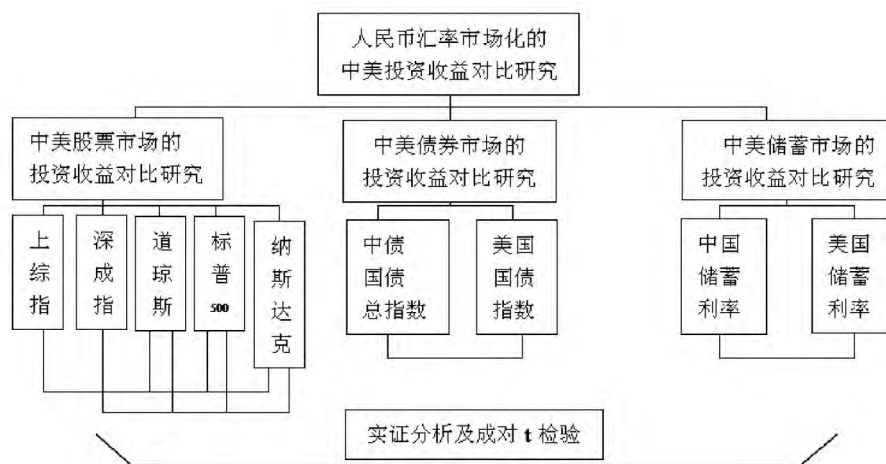 人民币汇率市场化的
中美投资收益对比研究
中美股票市场的
投资收益对比研究
中美债券市场的
投资收益对比研究
中美储蓄市场的
投资收益对比研究
上综指
深成指
道琼斯
标普500
纳斯达克
中债
国债
总指数
美国
国债
指数
中国
储蓄
利率
美国
储蓄
利率
实证分析及成对 t 检验